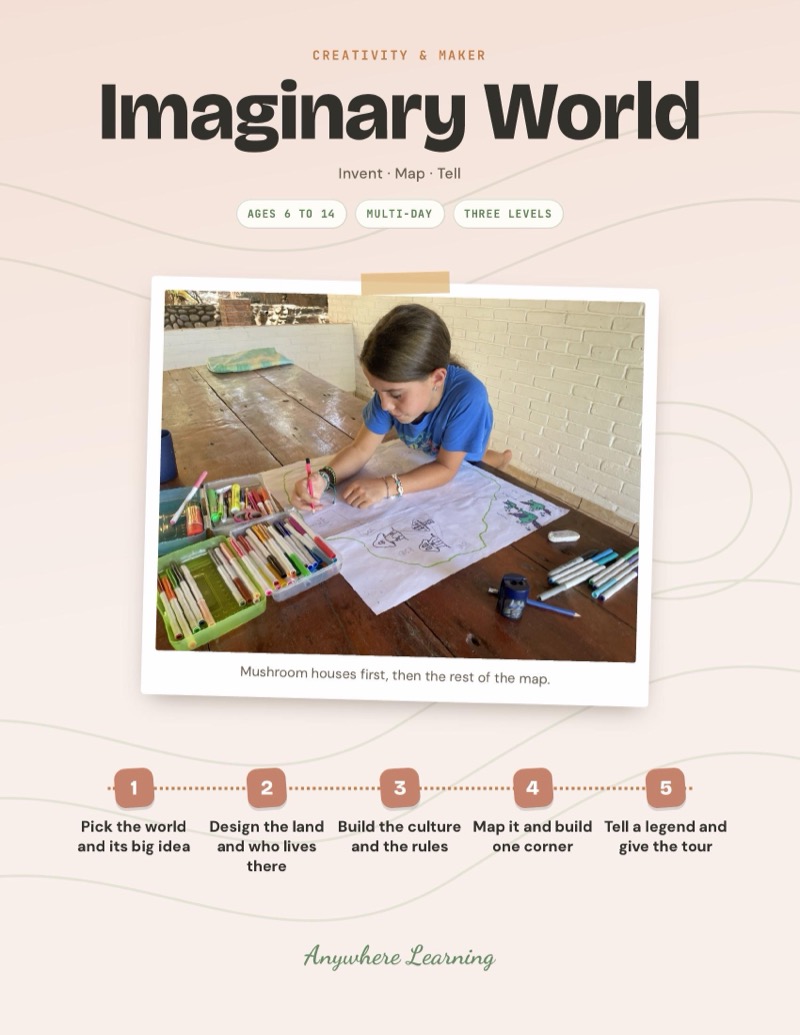 CREATIVITY & MAKER
Imaginary World
Invent · Map · Tell
AGES 6 TO 14
MULTI-DAY
THREE LEVELS
Mushroom houses first, then the rest of the map.
1
2
3
4
5
Pick the world
and its big idea
Design the land
and who lives
there
Build the culture
and the rules
Map it and build
one corner
Tell a legend and
give the tour
Anywhere Learning